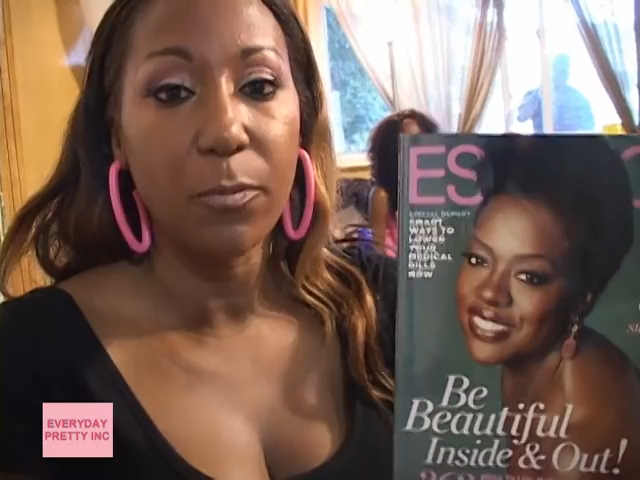 ES
SPECIAL REPORT
SMART
WAYS TO
LOWER
YOUR
MEDICAL
BILLS
NOW
Be
Beautiful
Inside & Out!
EVERYDAY
PRETTY INC